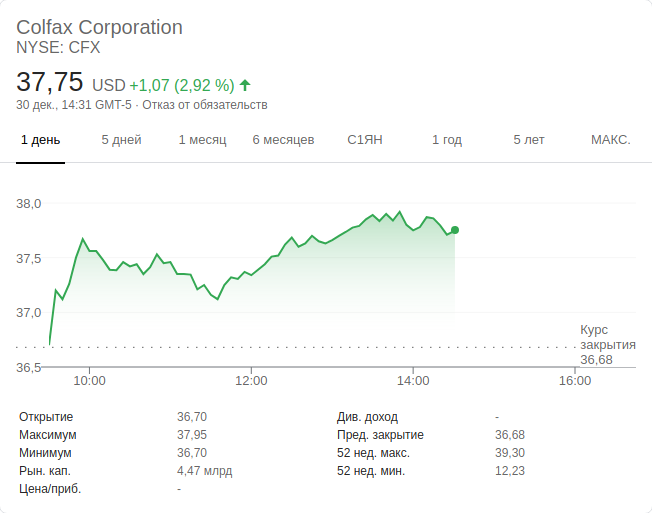 Colfax Corporation
NYSE: CFX
37,75 USD +1,07 (2,92 %)
30 дек., 14:31 GMT-5 · Отказ от обязательств
1 день 5 дней 1 месяц 6 месяцев С1ЯН 1 год 5 лет МАКС.
38,0
37,5
37,0
Курс
закрытия
36,68
36,5
10:00 12:00 14:00 16:00
Открытие 36,70 Див. доход -
Максимум 37,95 Пред. закрытие 36,68
Минимум 36,70 52 нед. макс. 39,30
Рын. кап. 4,47 млрд 52 нед. мин. 12,23
Цена/приб. -